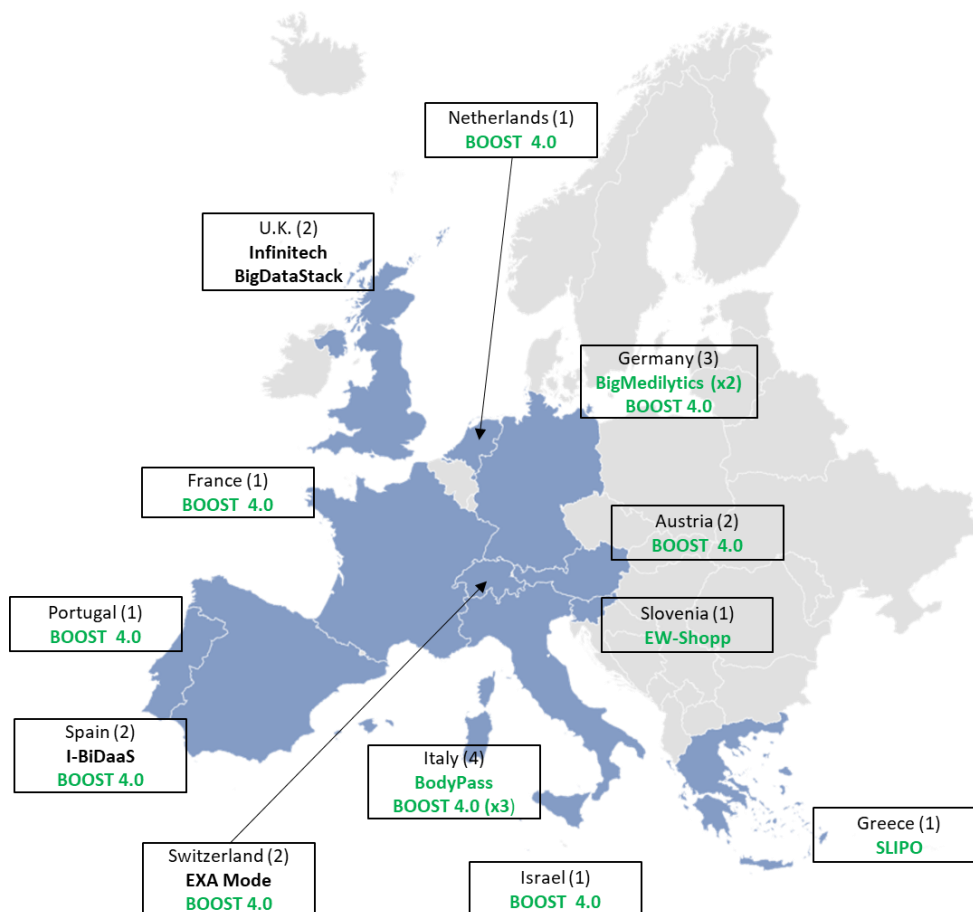 Netherlands (1)
BOOST 4.0
U.K. (2)
Infinitech
BigDataStack
Germany (3)
BigMedilytics (x2)
BOOST 4.0
France (1)
BOOST 4.0
Austria (2)
BOOST 4.0
Portugal (1)
BOOST 4.0
Slovenia (1)
EW-Shopp
Spain (2)
I-BiDaaS
BOOST 4.0
Italy (4)
BodyPass
BOOST 4.0 (x3)
Greece (1)
SLIPO
Switzerland (2)
EXA Mode
BOOST 4.0
Israel (1)
BOOST 4.0